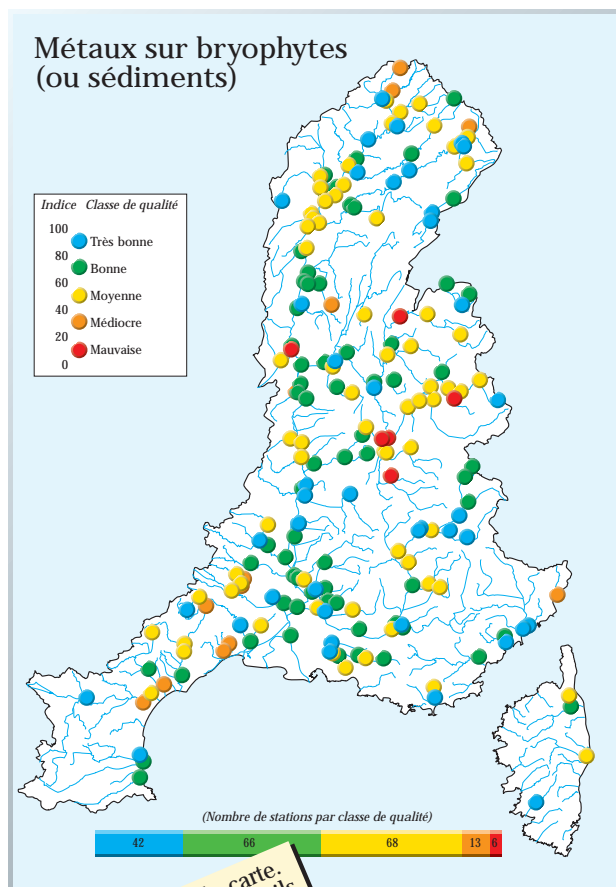 Métaux sur bryophytes
(ou sédiments)
Indice Classe de qualité
100
Très bonne
80
Bonne
60
Moyenne
40
Médiocre
20
Mauvaise
0
(Nombre de stations par classe de qualité)
42 66 68 13 6
carte.